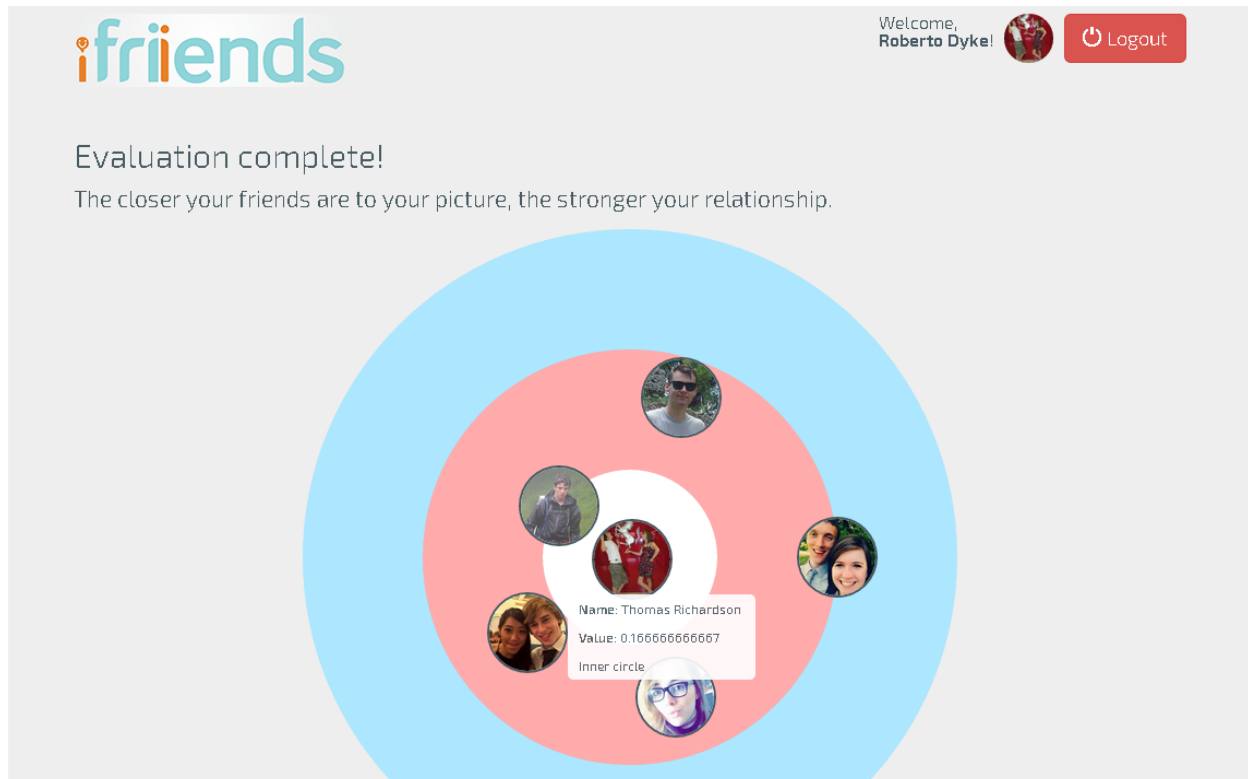 ifriiends
Welcome,
Roberto Dyke!
Logout
Evaluation complete!
The closer your friends are to your picture, the stronger your relationship.
Name: Thomas Richardson
Value: 0.166666666667
Inner circle